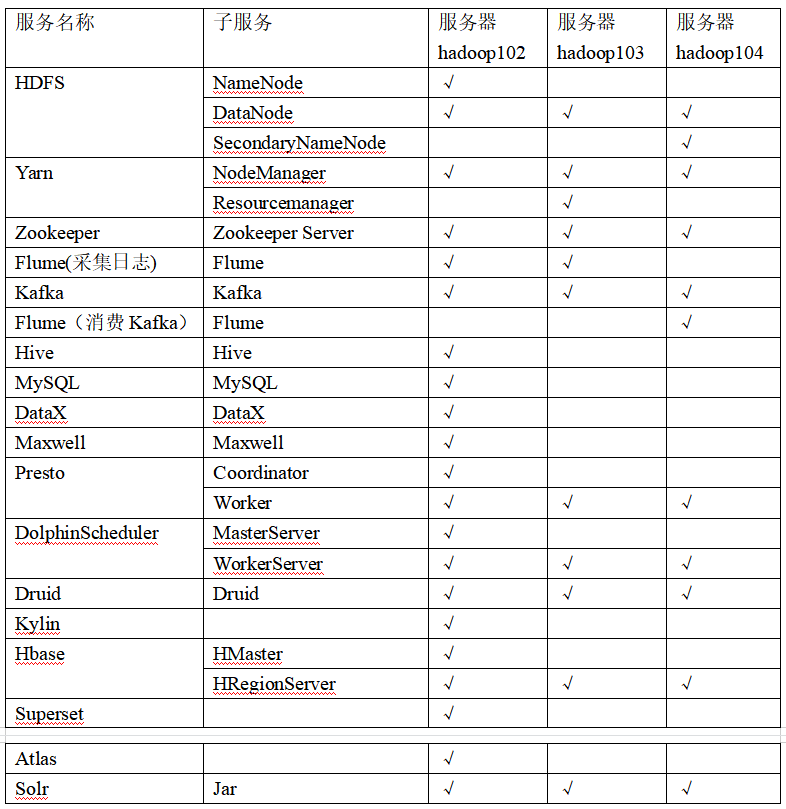 服务名称 子服务 服务器 服务器 服务器
hadoop102 hadoop103 hadoop104
HDFS NameNode √
DataNode √ √ √
SecondaryNameNode √
Yarn NodeManager √ √ √
Resourcemanager √
Zookeeper Zookeeper Server √ √ √
Flume(采集日志) Flume √ √
Kafka Kafka √ √ √
Flume（消费 Kafka） Flume √
Hive Hive √
MySQL MySQL √
DataX DataX √
Maxwell Maxwell √
Presto Coordinator √
Worker √ √ √
DolphinScheduler MasterServer √
WorkerServer √ √ √
Druid Druid √ √ √
Kylin √
Hbase HMaster √
HRegionServer √ √ √
Superset √
Atlas √
Solr Jar √ √ √